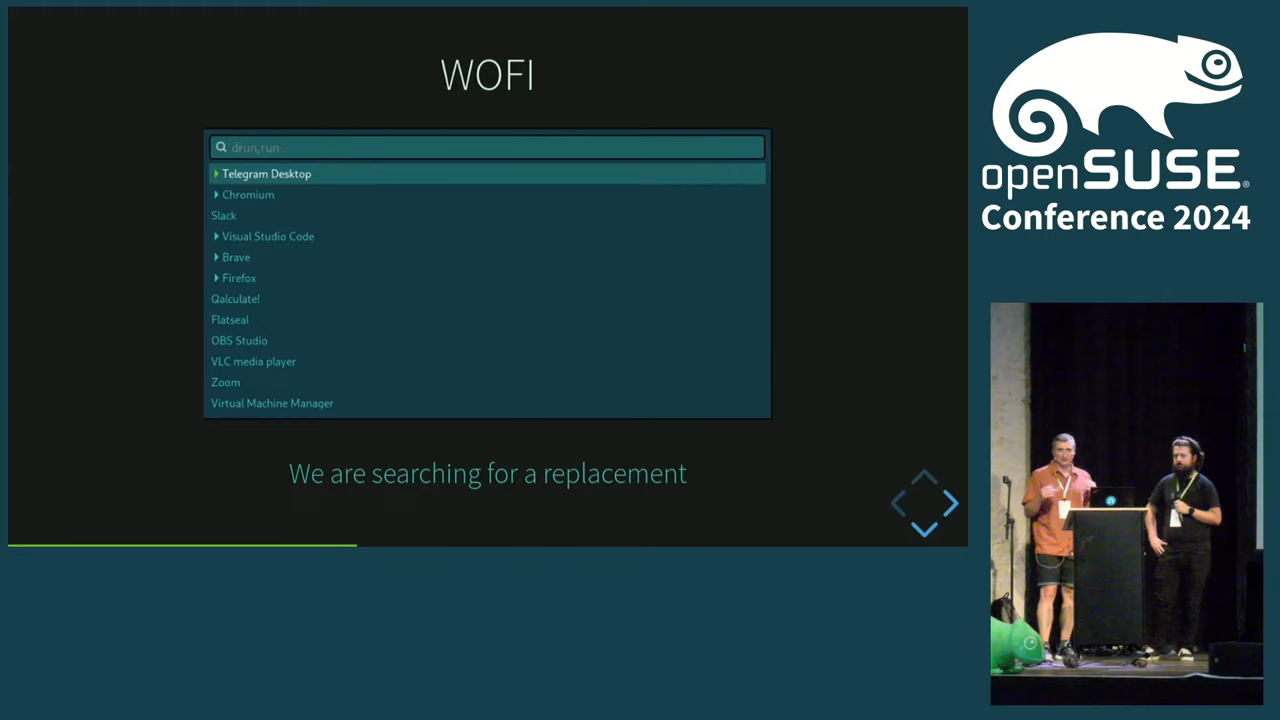 WOFI
drun,run
Telegram Desktop
Chromium
Slack
Visual Studio Code
Brave
Firefox
Qalculate!
Flatseal
OBS Studio
VLC media player
Zoom
Virtual Machine Manager
We are searching for a replacement
openSUSE®
Conference 2024